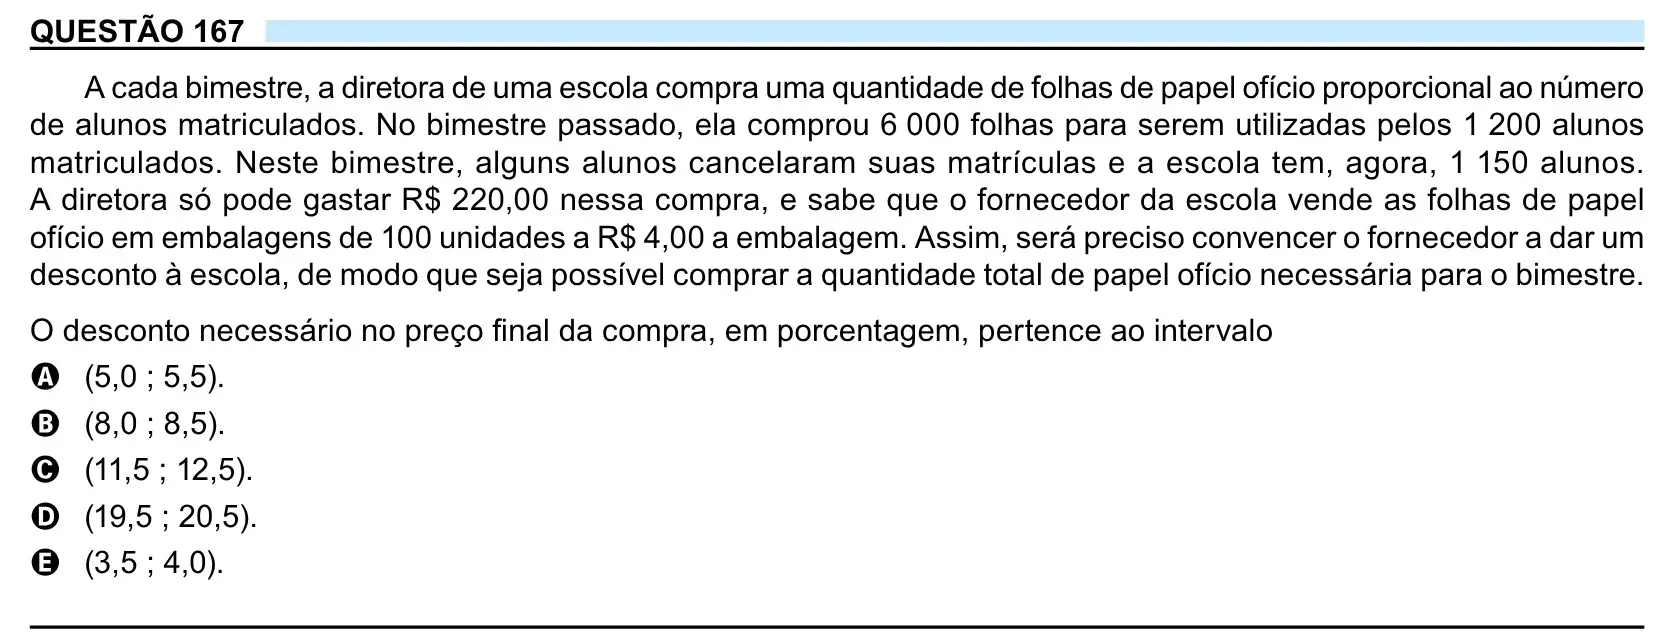 QUESTÃO 167
A cada bimestre, a diretora de uma escola compra uma quantidade de folhas de papel ofício proporcional ao número
de alunos matriculados. No bimestre passado, ela comprou 6 000 folhas para serem utilizadas pelos 1 200 alunos
matriculados. Neste bimestre, alguns alunos cancelaram suas matrículas e a escola tem, agora, 1 150 alunos.
A diretora só pode gastar R$ 220,00 nessa compra, e sabe que o fornecedor da escola vende as folhas de papel
ofício em embalagens de 100 unidades a R$ 4,00 a embalagem. Assim, será preciso convencer o fornecedor a dar um
desconto à escola, de modo que seja possível comprar a quantidade total de papel ofício necessária para o bimestre.
O desconto necessário no preço final da compra, em porcentagem, pertence ao intervalo
A (5,0 ; 5,5).
B (8,0 ; 8,5).
C (11,5 ; 12,5).
D (19,5 ; 20,5).
E (3,5 ; 4,0).